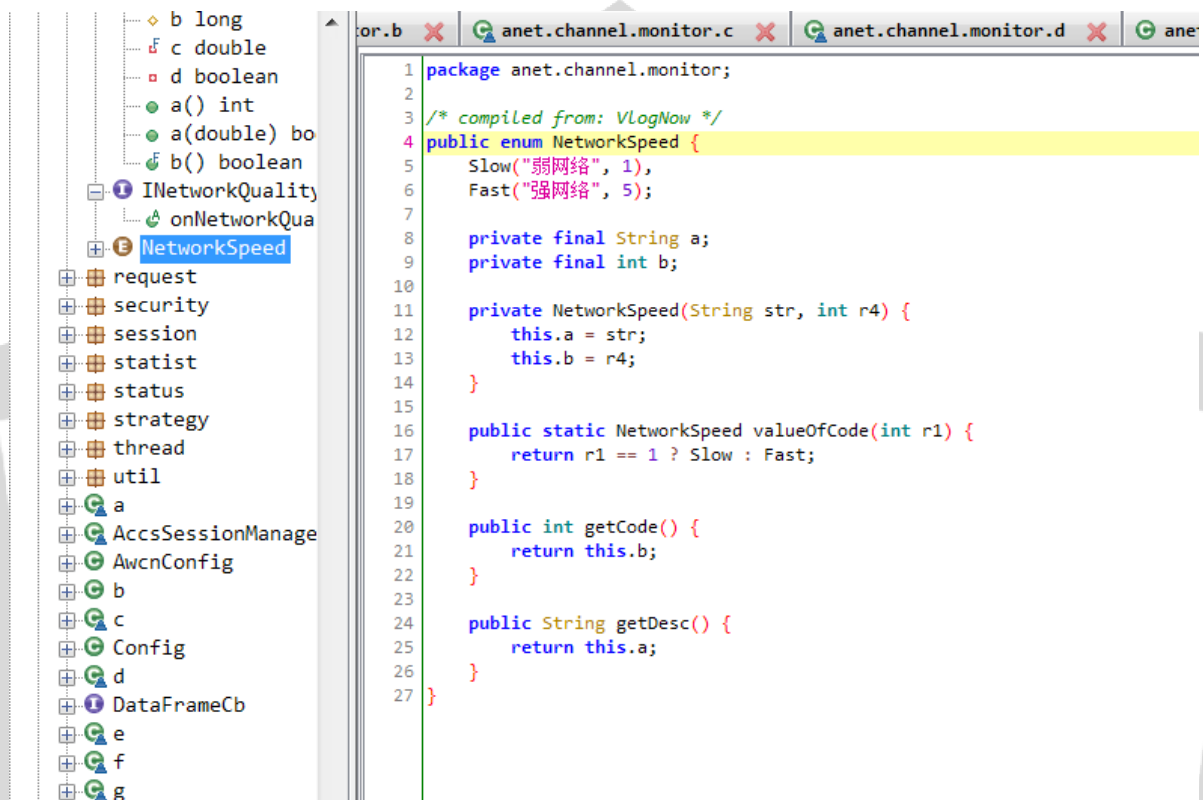 b long
c double
d boolean
a() int
a(double) bo
b() boolean
INetworkQuality
onNetworkQua
NetworkSpeed
request
security
session
statist
status
strategy
thread
util
a
AccsSessionManage
AwcnConfig
b
c
Config
d
DataFrameCb
e
f
g
tor.b
anet.channel.monitor.c
anet.channel.monitor.d
ane
1 package anet.channel.monitor;
2
3 /* compiled from: VlogNow */
4 public enum NetworkSpeed {
5 Slow("弱网络", 1),
6 Fast("强网络", 5);
7
8 private final String a;
9 private final int b;
10
11 private NetworkSpeed(String str, int r4) {
12 this.a = str;
13 this.b = r4;
14 }
15
16 public static NetworkSpeed valueOfCode(int r1) {
17 return r1 == 1 ? Slow : Fast;
18 }
19
20 public int getCode() {
21 return this.b;
22 }
23
24 public String getDesc() {
25 return this.a;
26 }
27 }